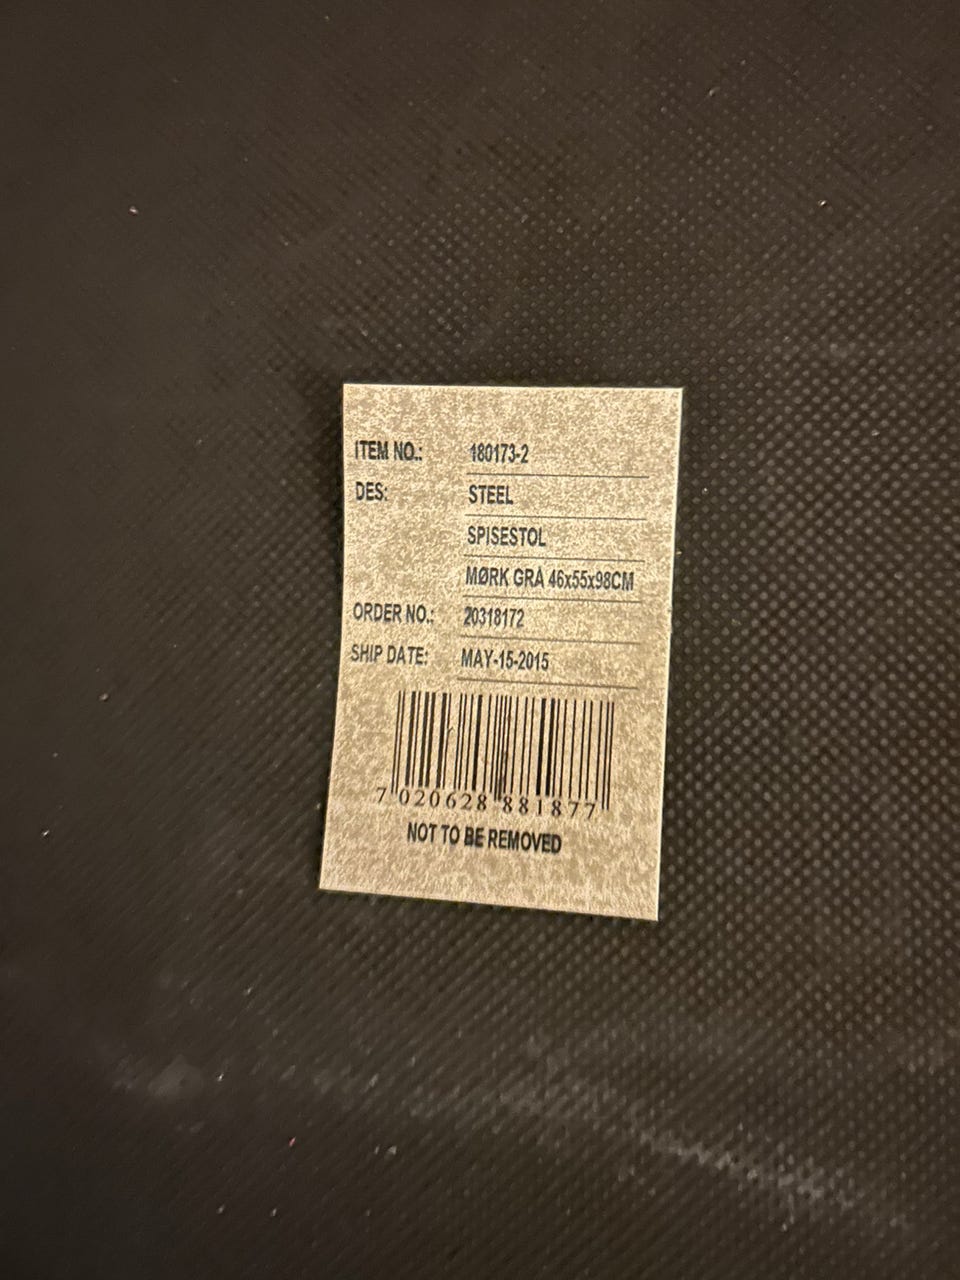 ITEM NO.: 180173-2
DES: STEEL
SPISESTOL
MØRK GRÅ 46x55x98CM
ORDER NO.: 20318172
SHIP DATE: MAY-15-2015
7 020628 881877
NOT TO BE REMOVED